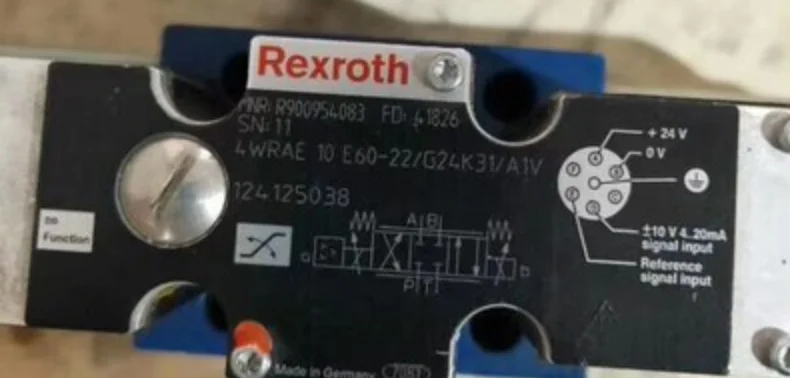 Rexroth
MNR: R900954083 FD: 41826
SN: 11
4WRAE 10 E60-22/G24K31/A1V
124125038
no
Function
A B
a
b
P T
+ 24 V
0 V
A
B
F
E
C
D
±10 V 4..20mA
signal input
Reference
signal input
Made in Germany